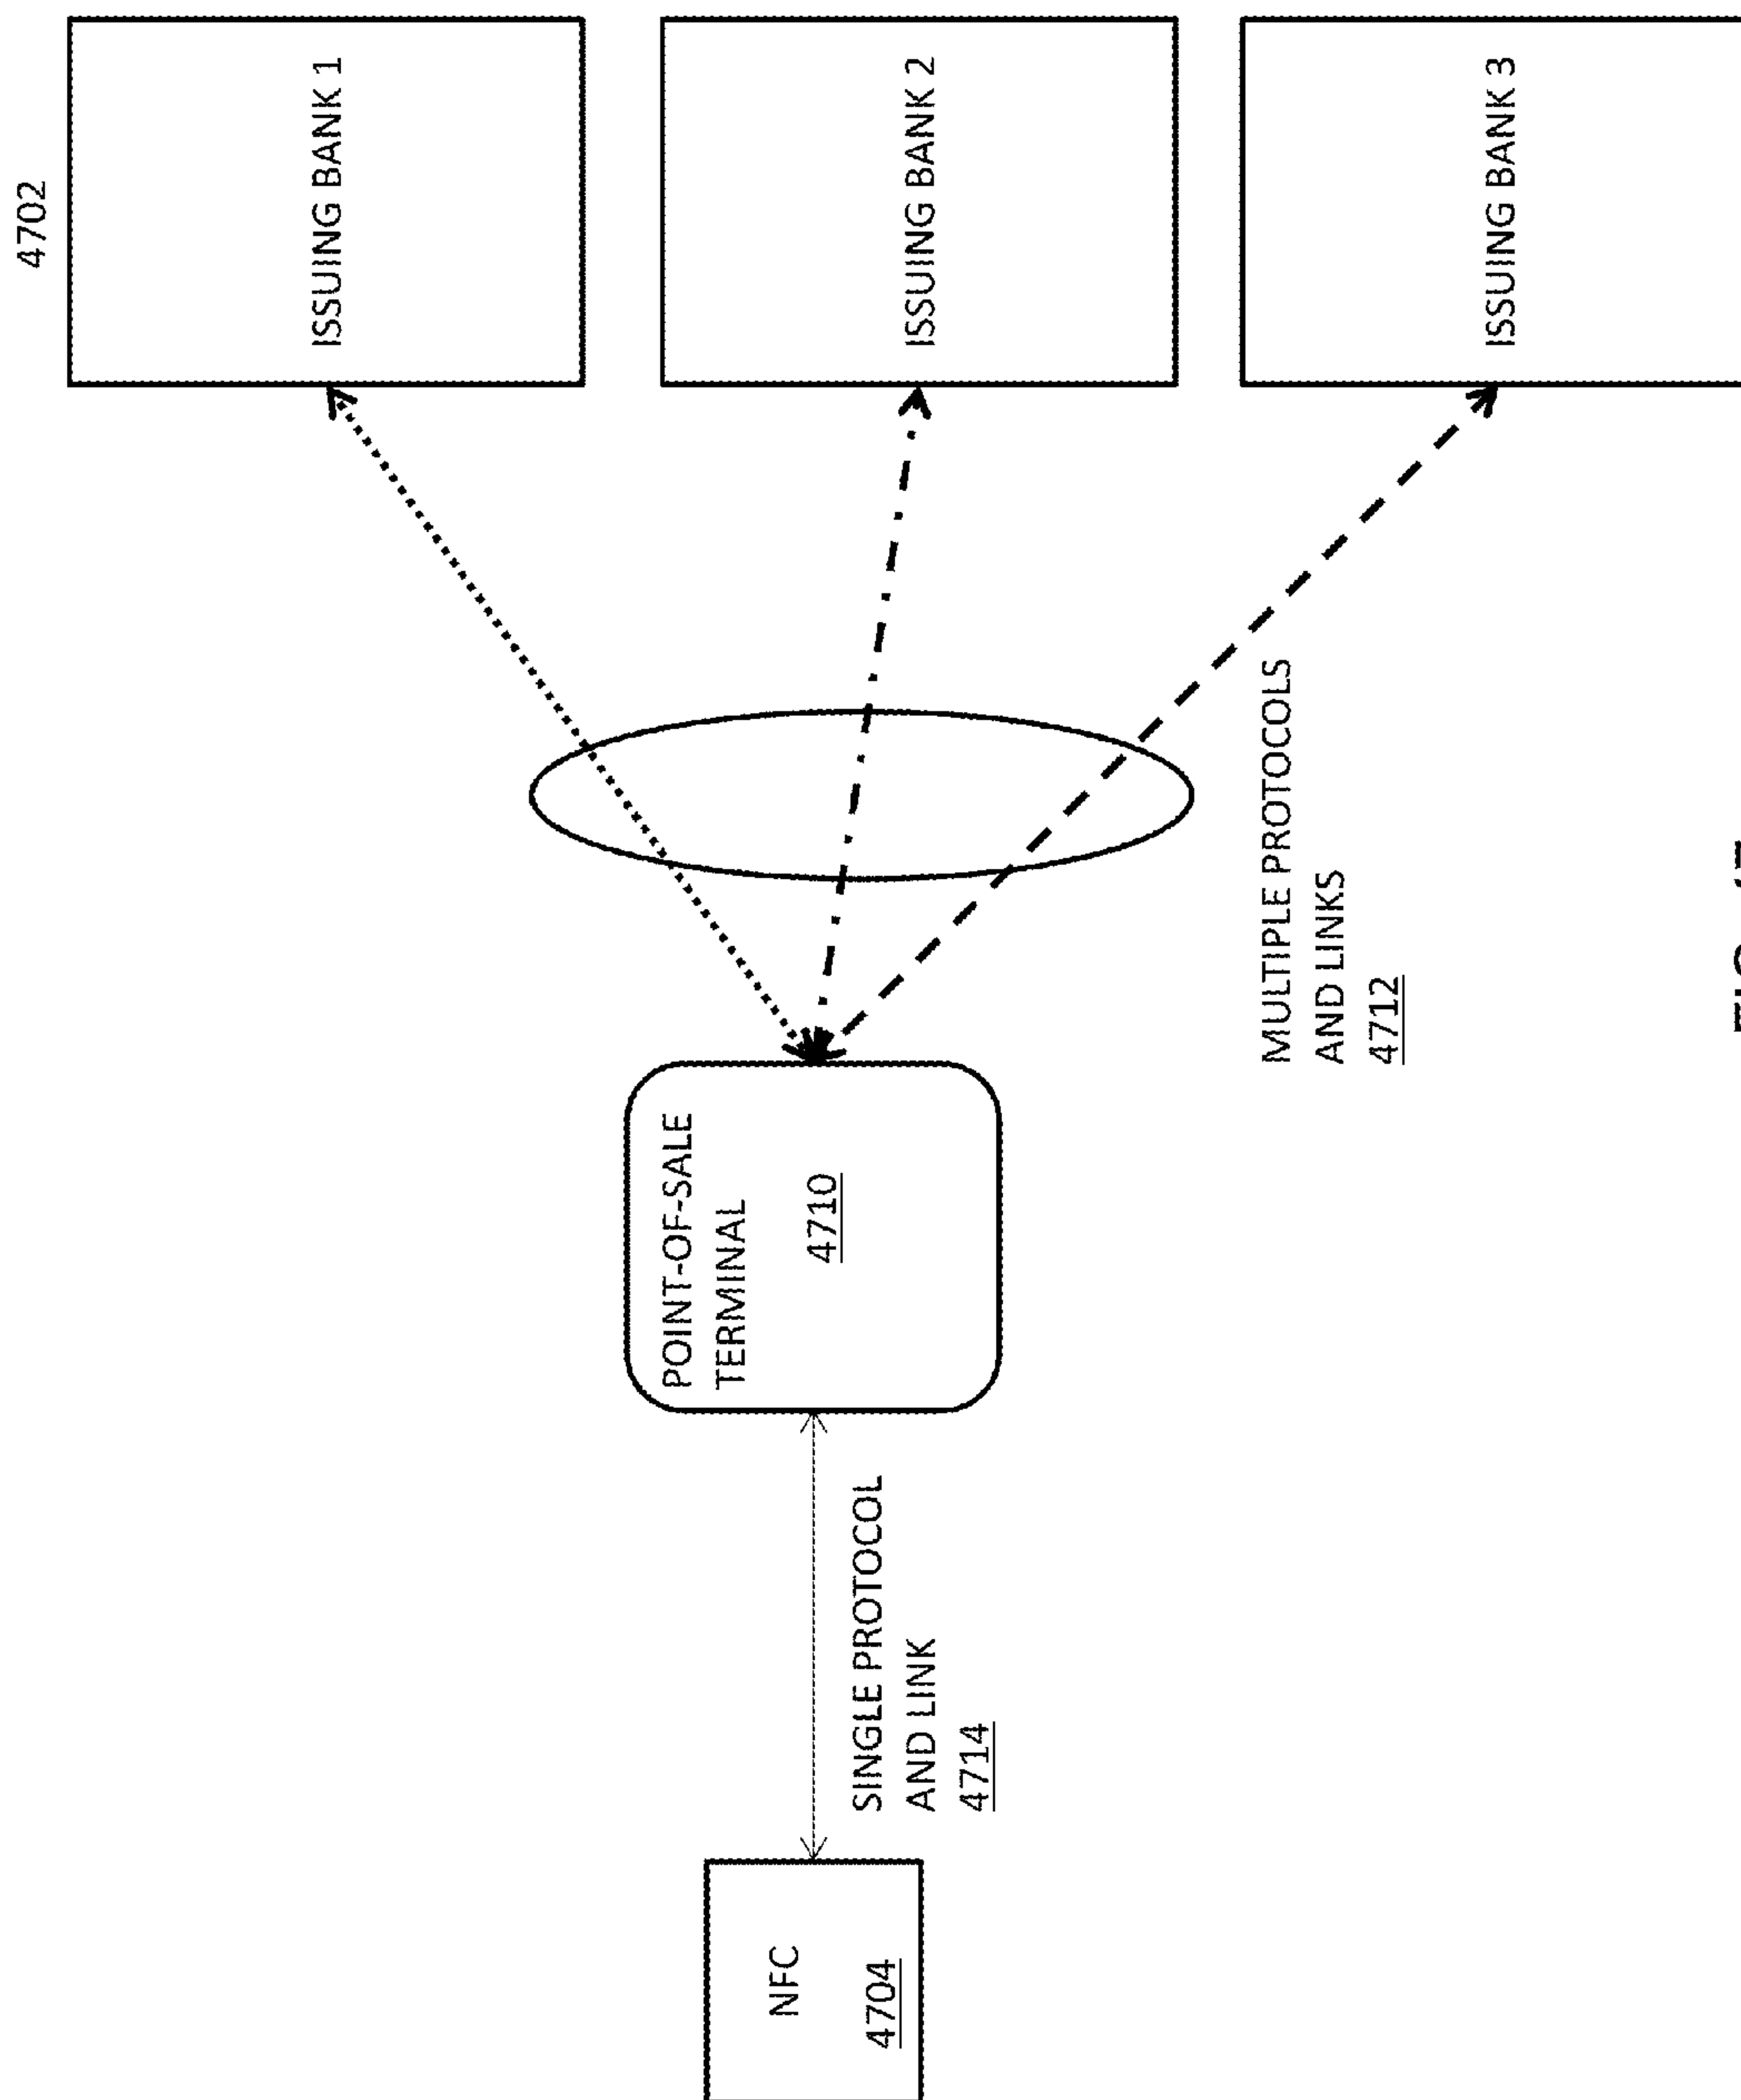 4702
ISSUING BANK 1
ISSUING BANK 2
ISSUING BANK 3
POINT-OF-SALE
TERMINAL
4710
MULTIPLE PROTOCOLS
AND LINKS
4712
NFC
4704
SINGLE PROTOCOL
AND LINK
4714